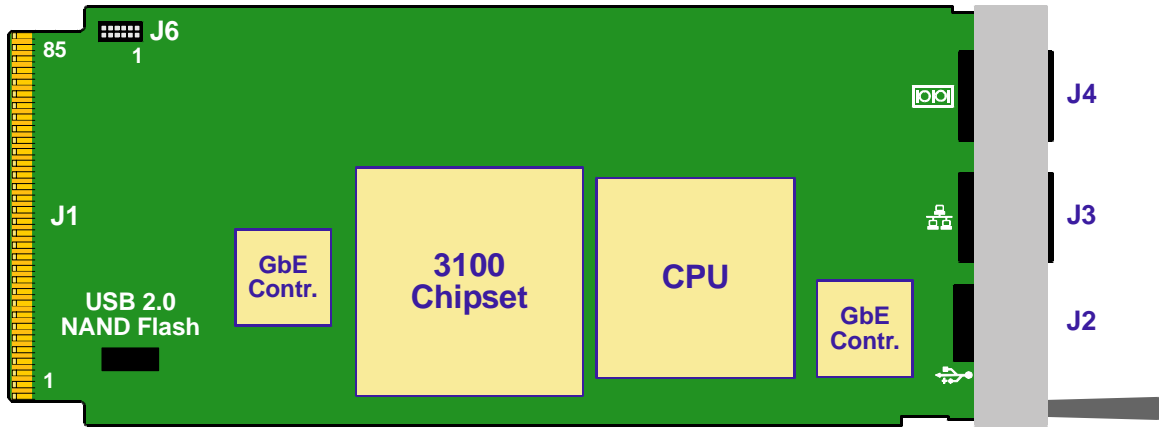 85
J6
1
J4
J1
J3
GbE
Contr.
3100
Chipset
CPU
USB 2.0
NAND Flash
GbE
Contr.
J2
1